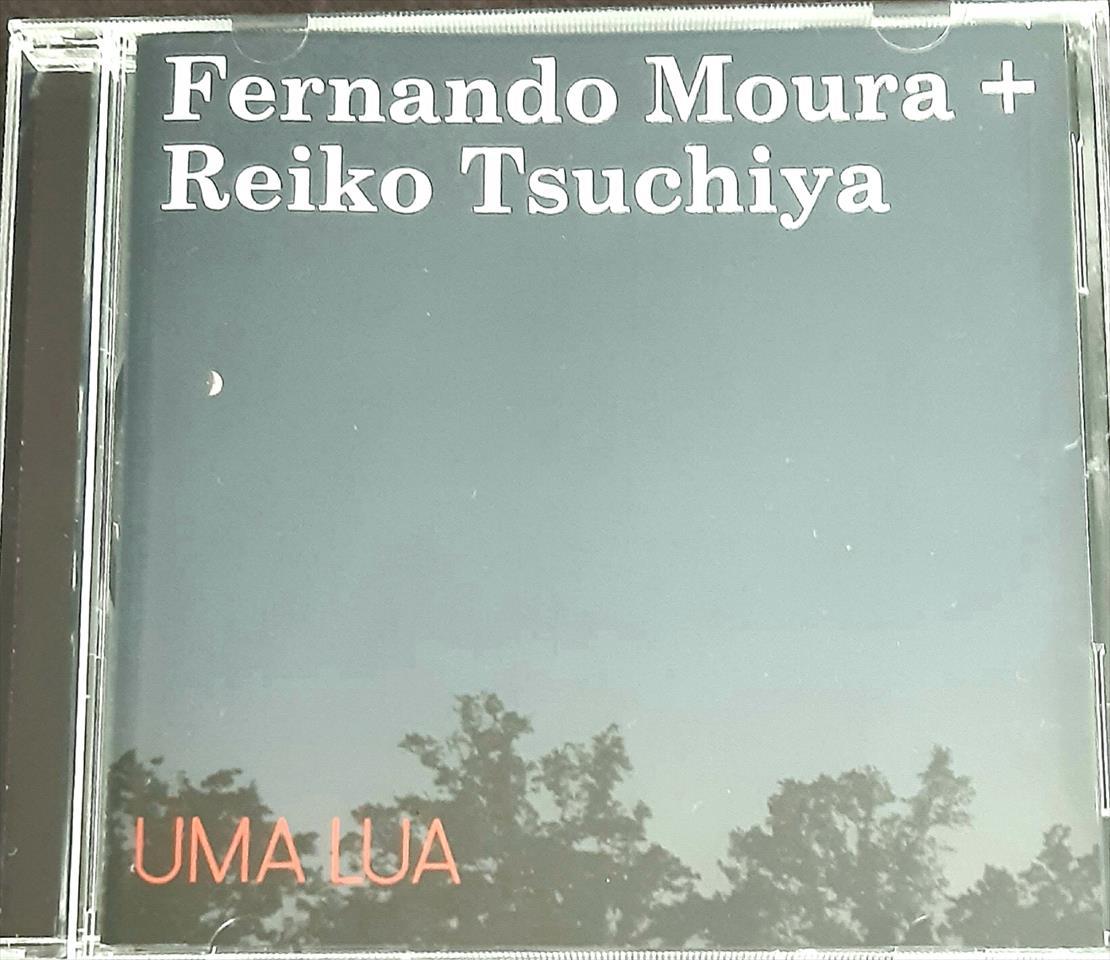 Fernando Moura +
Reiko Tsuchiya
UMA LUA